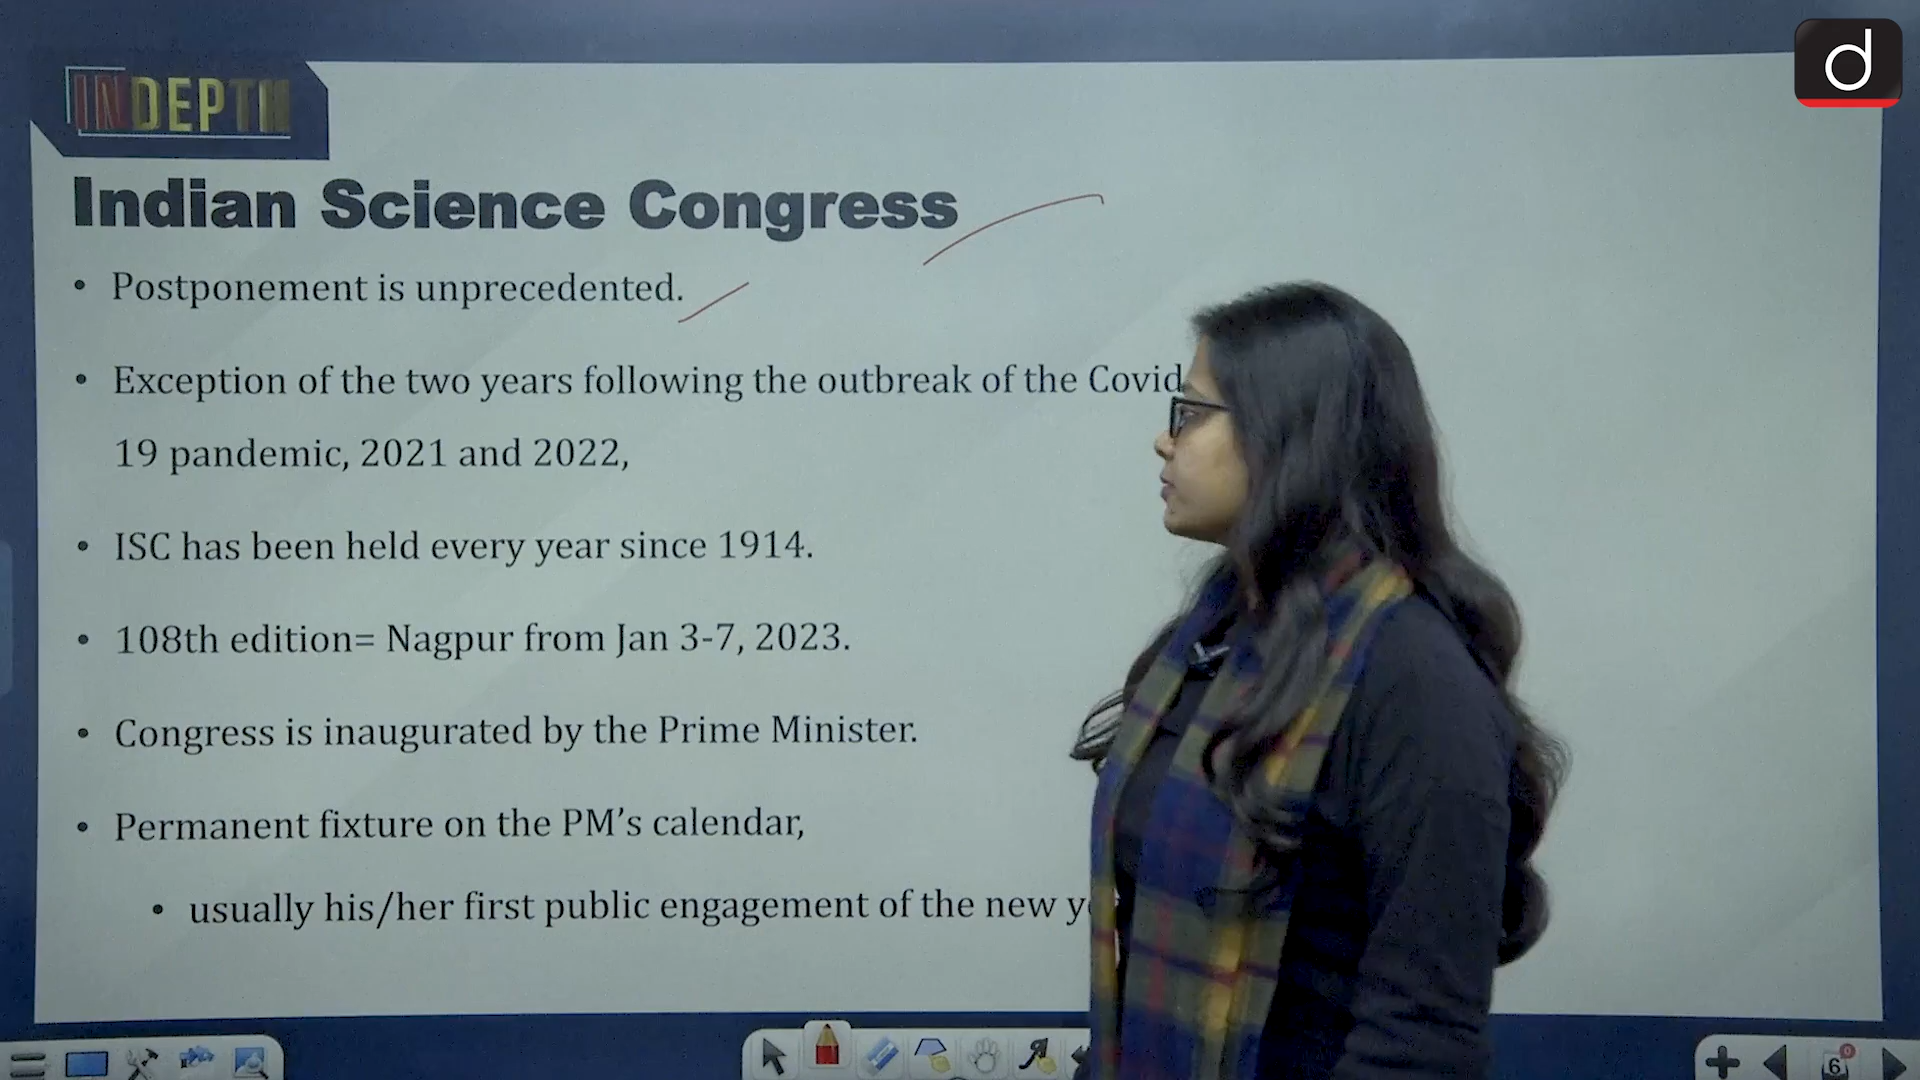 d
INDEPTH
Indian Science Congress
• Postponement is unprecedented.
• Exception of the two years following the outbreak of the Covid
19 pandemic, 2021 and 2022,
• ISC has been held every year since 1914.
• 108th edition= Nagpur from Jan 3-7, 2023.
• Congress is inaugurated by the Prime Minister.
• Permanent fixture on the PM’s calendar,
• usually his/her first public engagement of the new
6